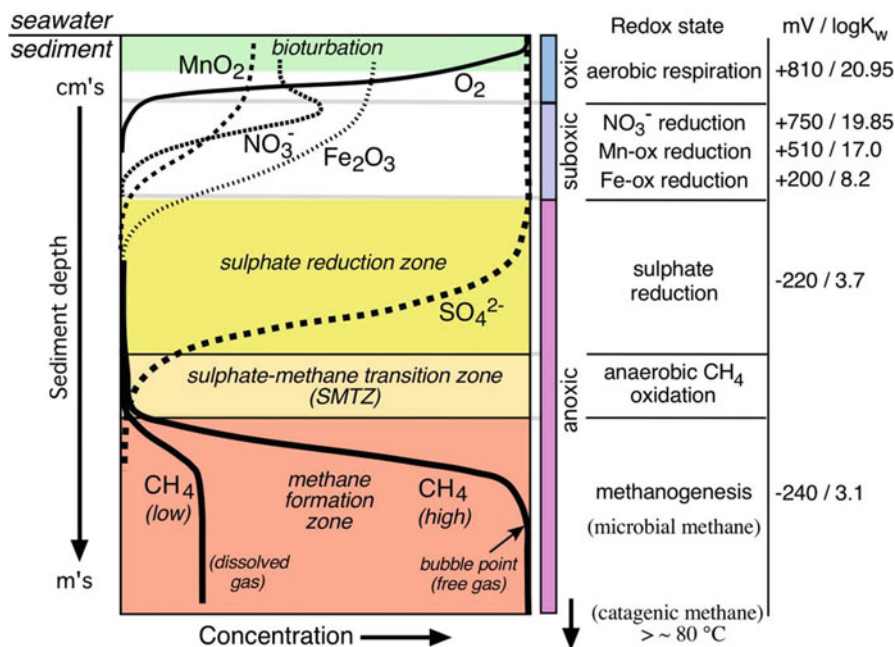 seawater
sediment
cm's
Sediment depth
m's
bioturbation
MnO₂
O₂
NO₃⁻
Fe₂O₃
sulphate reduction zone
SO₄²⁻
sulphate-methane transition zone
(SMTZ)
CH₄
(low)
methane
formation
zone
CH₄
(high)
(dissolved
gas)
bubble point
(free gas)
Concentration
oxic
suboxic
anoxic
Redox state
mV / logKw
aerobic respiration
+810 / 20.95
NO₃⁻ reduction
+750 / 19.85
Mn-ox reduction
+510 / 17.0
Fe-ox reduction
+200 / 8.2
sulphate
reduction
-220 / 3.7
anaerobic CH₄
oxidation
methanogenesis
-240 / 3.1
(microbial methane)
(catagenic methane)
> ~ 80 °C